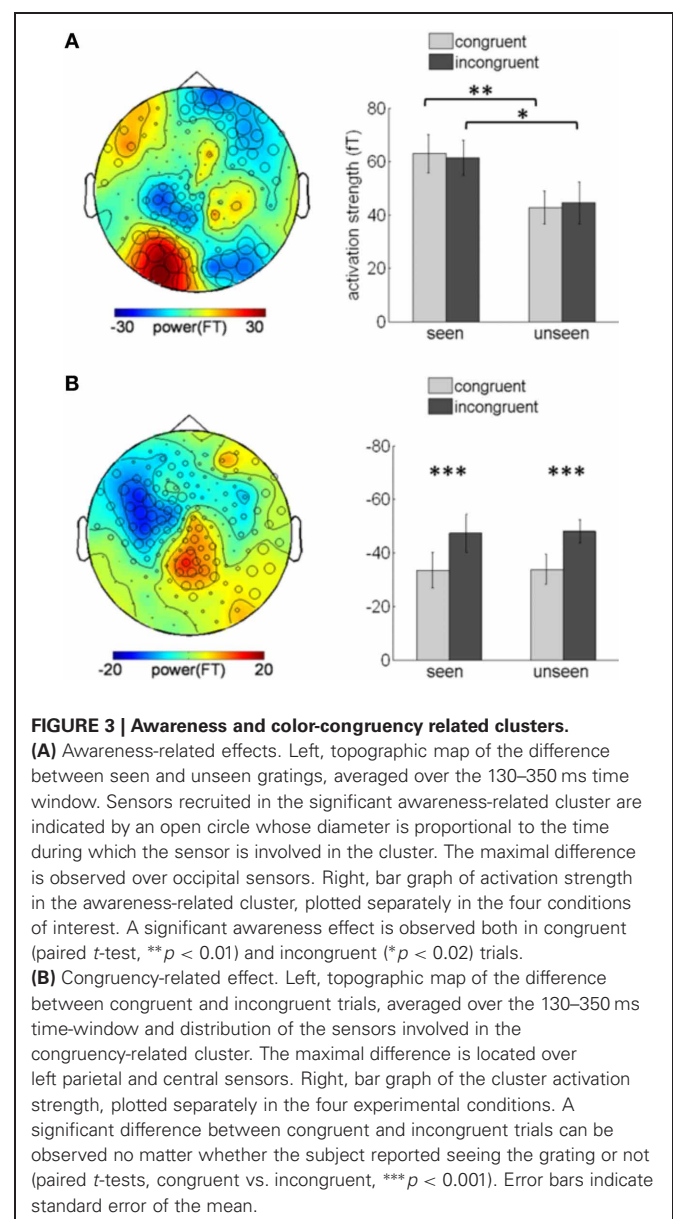 A
congruent
incongruent
**
*
80
60
40
20
0
activation strength (fT)
seen unseen
-30 power(FT) 30
B
congruent
incongruent
-80
-60
-40
-20
0
*** ***
seen unseen
-20 power(FT) 20
FIGURE 3 | Awareness and color-congruency related clusters.
(A) Awareness-related effects. Left, topographic map of the difference
between seen and unseen gratings, averaged over the 130–350 ms time
window. Sensors recruited in the significant awareness-related cluster are
indicated by an open circle whose diameter is proportional to the time
during which the sensor is involved in the cluster. The maximal difference
is observed over occipital sensors. Right, bar graph of activation strength
in the awareness-related cluster, plotted separately in the four conditions
of interest. A significant awareness effect is observed both in congruent
(paired t-test, **p < 0.01) and incongruent (*p < 0.02) trials.
(B) Congruency-related effect. Left, topographic map of the difference
between congruent and incongruent trials, averaged over the 130–350 ms
time-window and distribution of the sensors involved in the
congruency-related cluster. The maximal difference is located over
left parietal and central sensors. Right, bar graph of the cluster activation
strength, plotted separately in the four experimental conditions. A
significant difference between congruent and incongruent trials can be
observed no matter whether the subject reported seeing the grating or not
(paired t-tests, congruent vs. incongruent, ***p < 0.001). Error bars indicate
standard error of the mean.